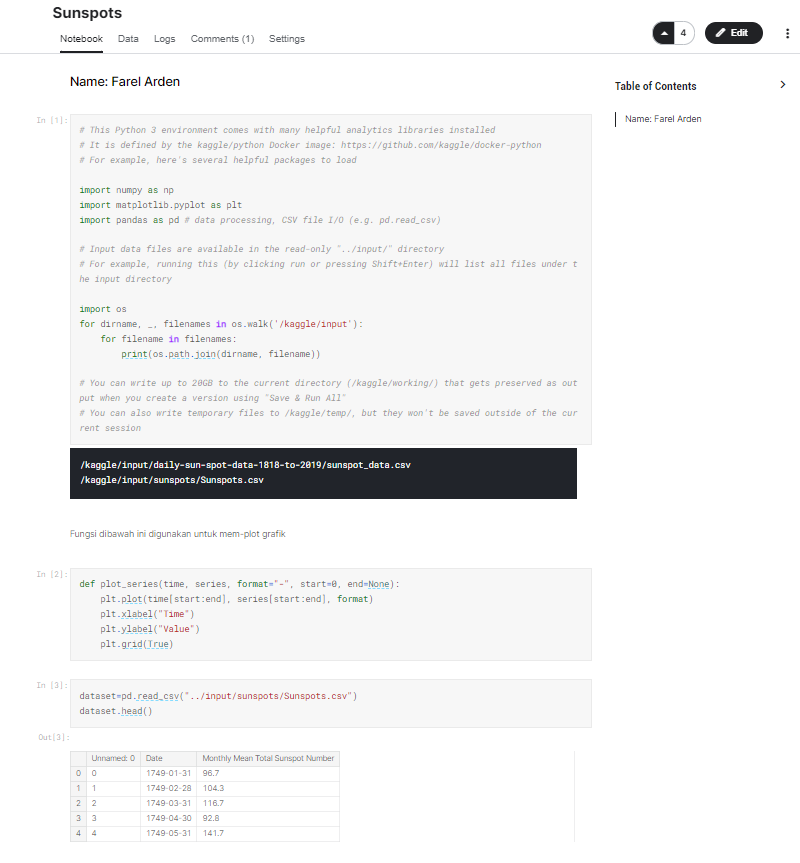 Sunspots
Notebook Data Logs Comments (1) Settings
4 Edit
Name: Farel Arden
Table of Contents
Name: Farel Arden
In [1]:
# This Python 3 environment comes with many helpful analytics libraries installed
# It is defined by the kaggle/python Docker image: https://github.com/kaggle/docker-python
# For example, here's several helpful packages to load
import numpy as np
import matplotlib.pyplot as plt
import pandas as pd # data processing, CSV file I/O (e.g. pd.read_csv)
# Input data files are available in the read-only "../input/" directory
# For example, running this (by clicking run or pressing Shift+Enter) will list all files under t
he input directory
import os
for dirname, _, filenames in os.walk('/kaggle/input'):
    for filename in filenames:
        print(os.path.join(dirname, filename))
# You can write up to 20GB to the current directory (/kaggle/working/) that gets preserved as out
put when you create a version using "Save & Run All"
# You can also write temporary files to /kaggle/temp/, but they won't be saved outside of the cur
rent session
/kaggle/input/daily-sun-spot-data-1818-to-2019/sunspot_data.csv
/kaggle/input/sunspots/Sunspots.csv
Fungsi dibawah ini digunakan untuk mem-plot grafik
In [2]:
def plot_series(time, series, format="-", start=0, end=None):
    plt.plot(time[start:end], series[start:end], format)
    plt.xlabel("Time")
    plt.ylabel("Value")
    plt.grid(True)
In [3]:
dataset=pd.read_csv("../input/sunspots/Sunspots.csv")
dataset.head()
Out[3]:
Unnamed: 0 Date Monthly Mean Total Sunspot Number
0 0 1749-01-31 96.7
1 1 1749-02-28 104.3
2 2 1749-03-31 116.7
3 3 1749-04-30 92.8
4 4 1749-05-31 141.7